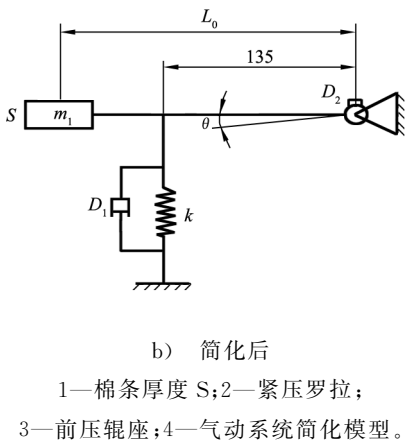 L₀
135
D₂
S
m₁
θ
D₁
k
b) 简化后
1—棉条厚度 S;2—紧压罗拉;
3—前压辊座;4—气动系统简化模型。